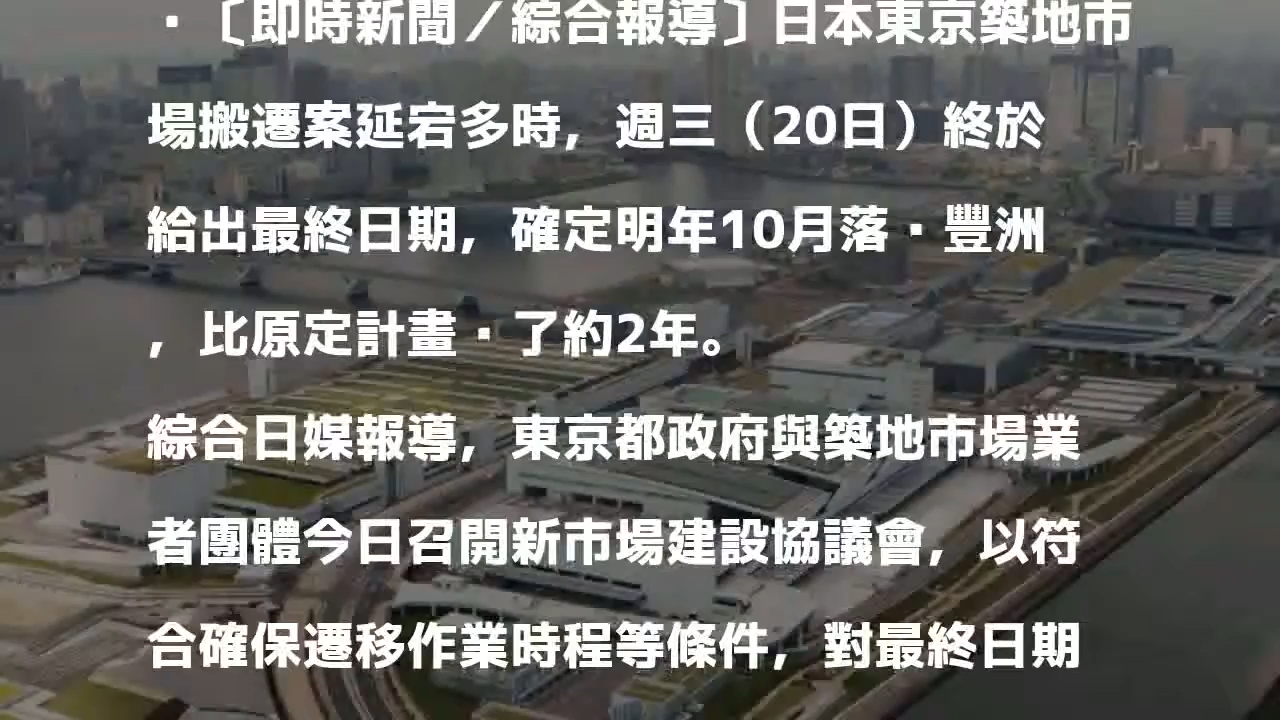 ·〔即時新聞／綜合報導〕日本東京築地市
場搬遷案延宕多時，週三（20日）終於
給出最終日期，確定明年10月落·豐洲
，比原定計畫·了約2年。
綜合日媒報導，東京都政府與築地市場業
者團體今日召開新市場建設協議會，以符
合確保遷移作業時程等條件，對最終日期